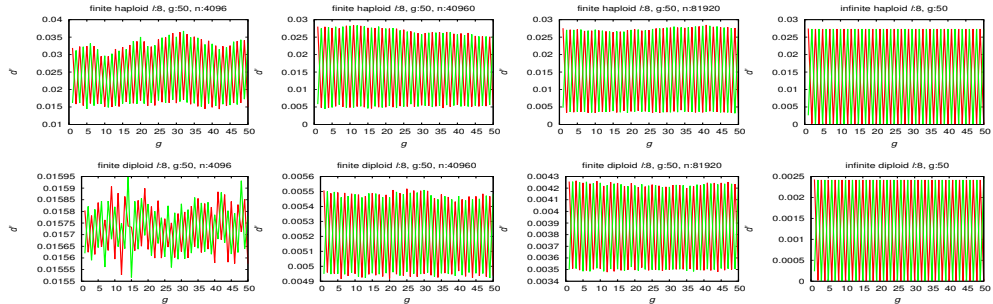 finite haploid l:8, g:50, n:4096
0.04
0.035
0.03
0.025
0.02
0.015
0.01
d'
0 5 10 15 20 25 30 35 40 45 50
g
finite haploid l:8, g:50, n:40960
0.03
0.025
0.02
0.015
0.01
0.005
0
d'
0 5 10 15 20 25 30 35 40 45 50
g
finite haploid l:8, g:50, n:81920
0.03
0.025
0.02
0.015
0.01
0.005
0
d'
0 5 10 15 20 25 30 35 40 45 50
g
infinite haploid l:8, g:50
0.03
0.025
0.02
0.015
0.01
0.005
0
d'
0 5 10 15 20 25 30 35 40 45 50
g
finite diploid l:8, g:50, n:4096
0.01595
0.0159
0.01585
0.0158
0.01575
0.0157
0.01565
0.0156
0.01555
d'
0 5 10 15 20 25 30 35 40 45 50
g
finite diploid l:8, g:50, n:40960
0.0056
0.0055
0.0054
0.0053
0.0052
0.0051
0.005
0.0049
d'
0 5 10 15 20 25 30 35 40 45 50
g
finite diploid l:8, g:50, n:81920
0.0043
0.0042
0.0041
0.004
0.0039
0.0038
0.0037
0.0036
0.0035
0.0034
d'
0 5 10 15 20 25 30 35 40 45 50
g
infinite diploid l:8, g:50
0.0025
0.002
0.0015
0.001
0.0005
0
d'
0 5 10 15 20 25 30 35 40 45 50
g